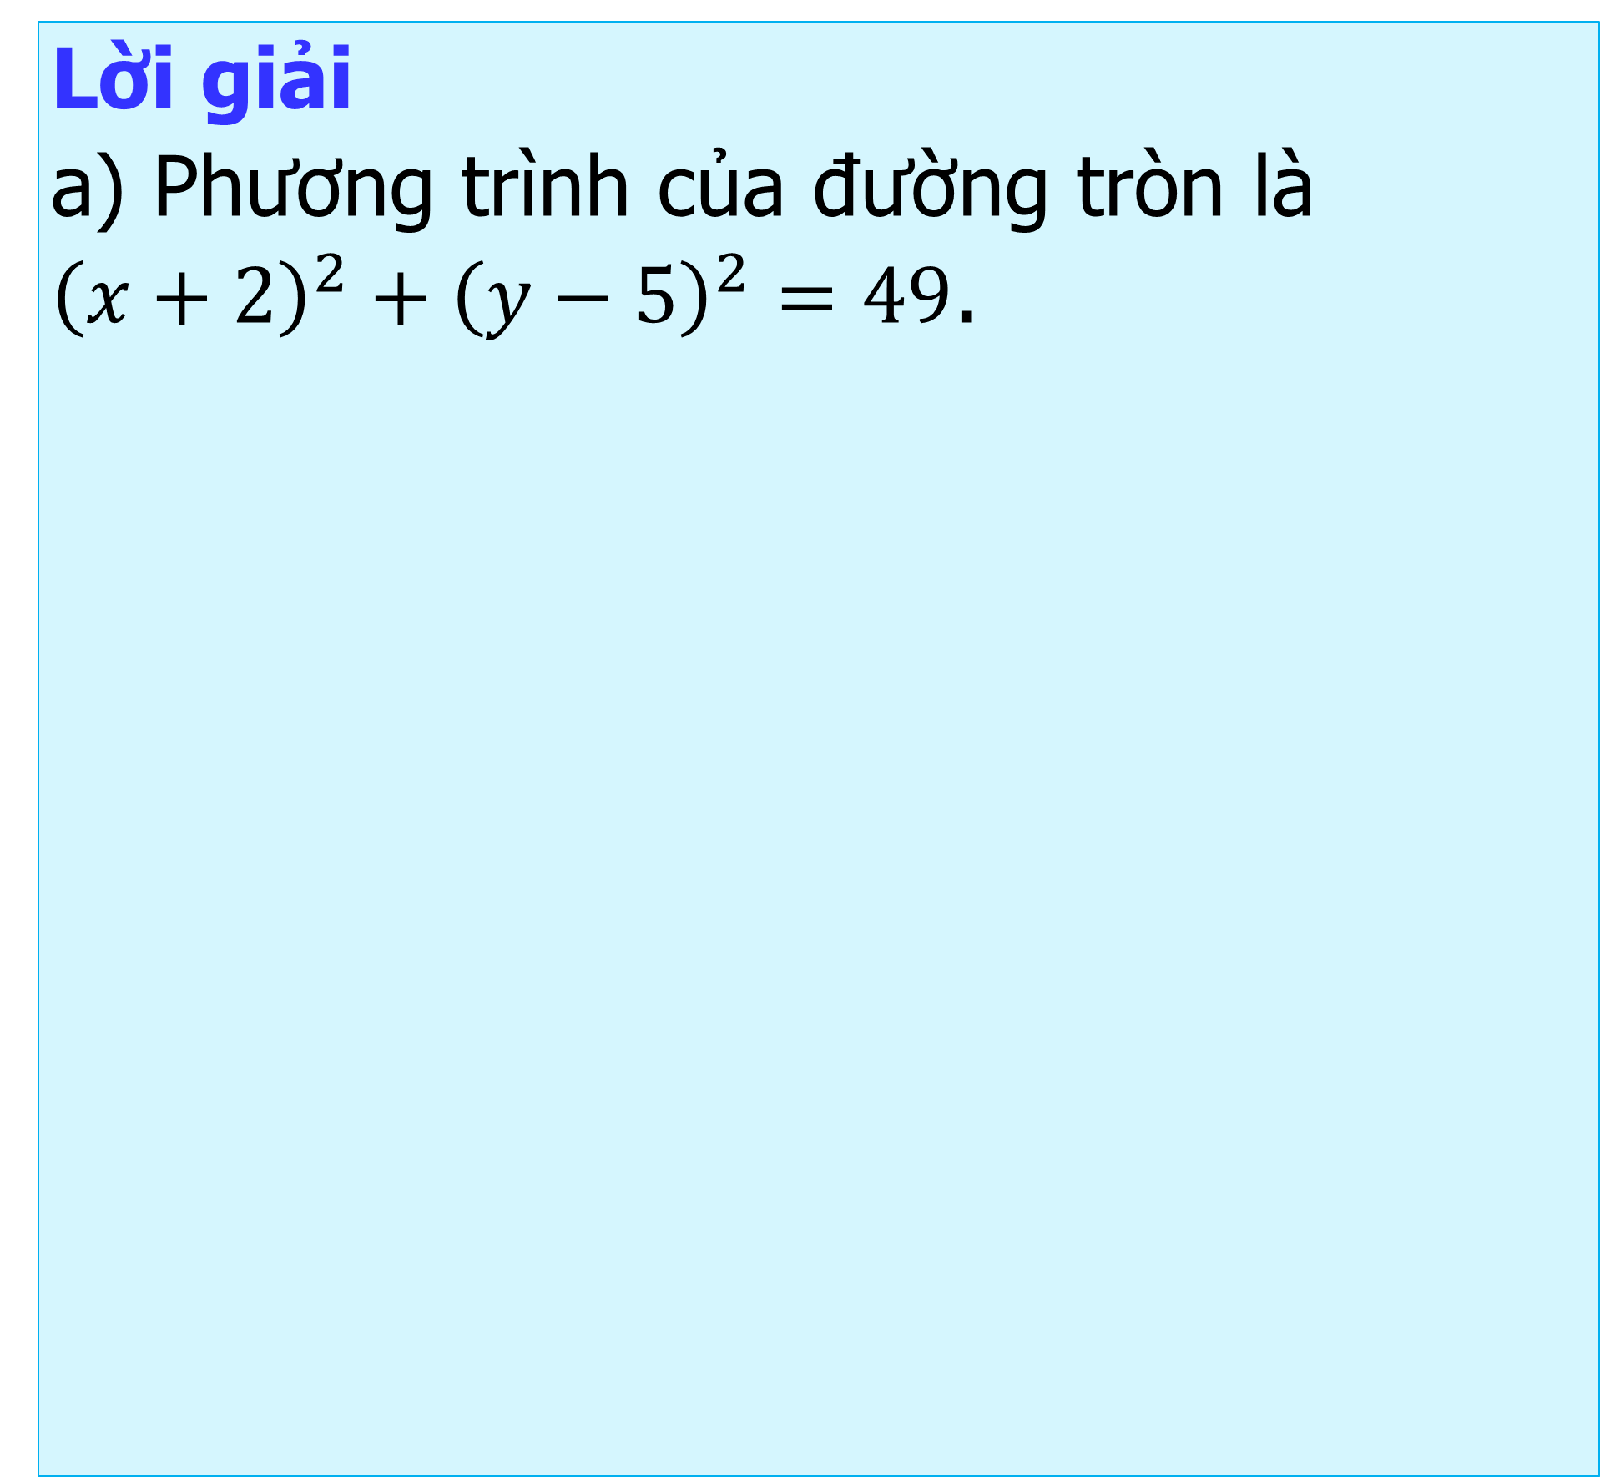 Lời giải
a) Phương trình của đường tròn là
(x + 2)² + (y − 5)² = 49.